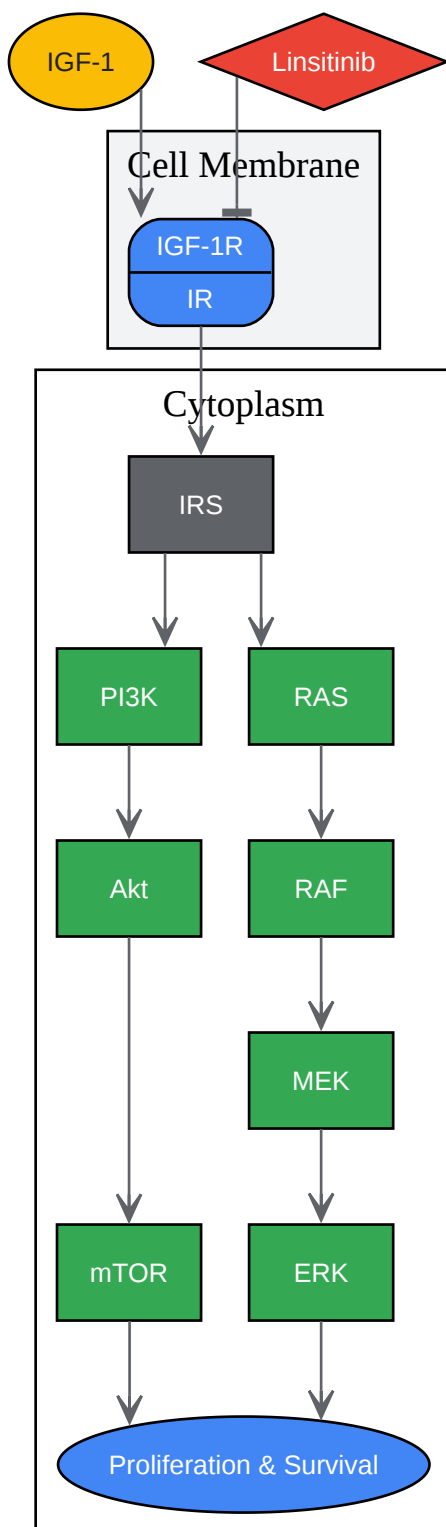 IGF-1
Linsitinib
Cell Membrane
IGF-1R
IR
Cytoplasm
IRS
PI3K
RAS
Akt
RAF
MEK
mTOR
ERK
Proliferation & Survival